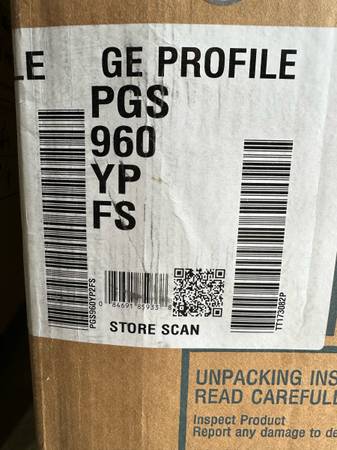 LE GE PROFILE
PGS
960
YP
FS
PGS960YP2FS
0 84691 85933
STORE SCAN
TT173082P
UNPACKING INS
READ CAREFULL
Inspect Product
Report any damage to de